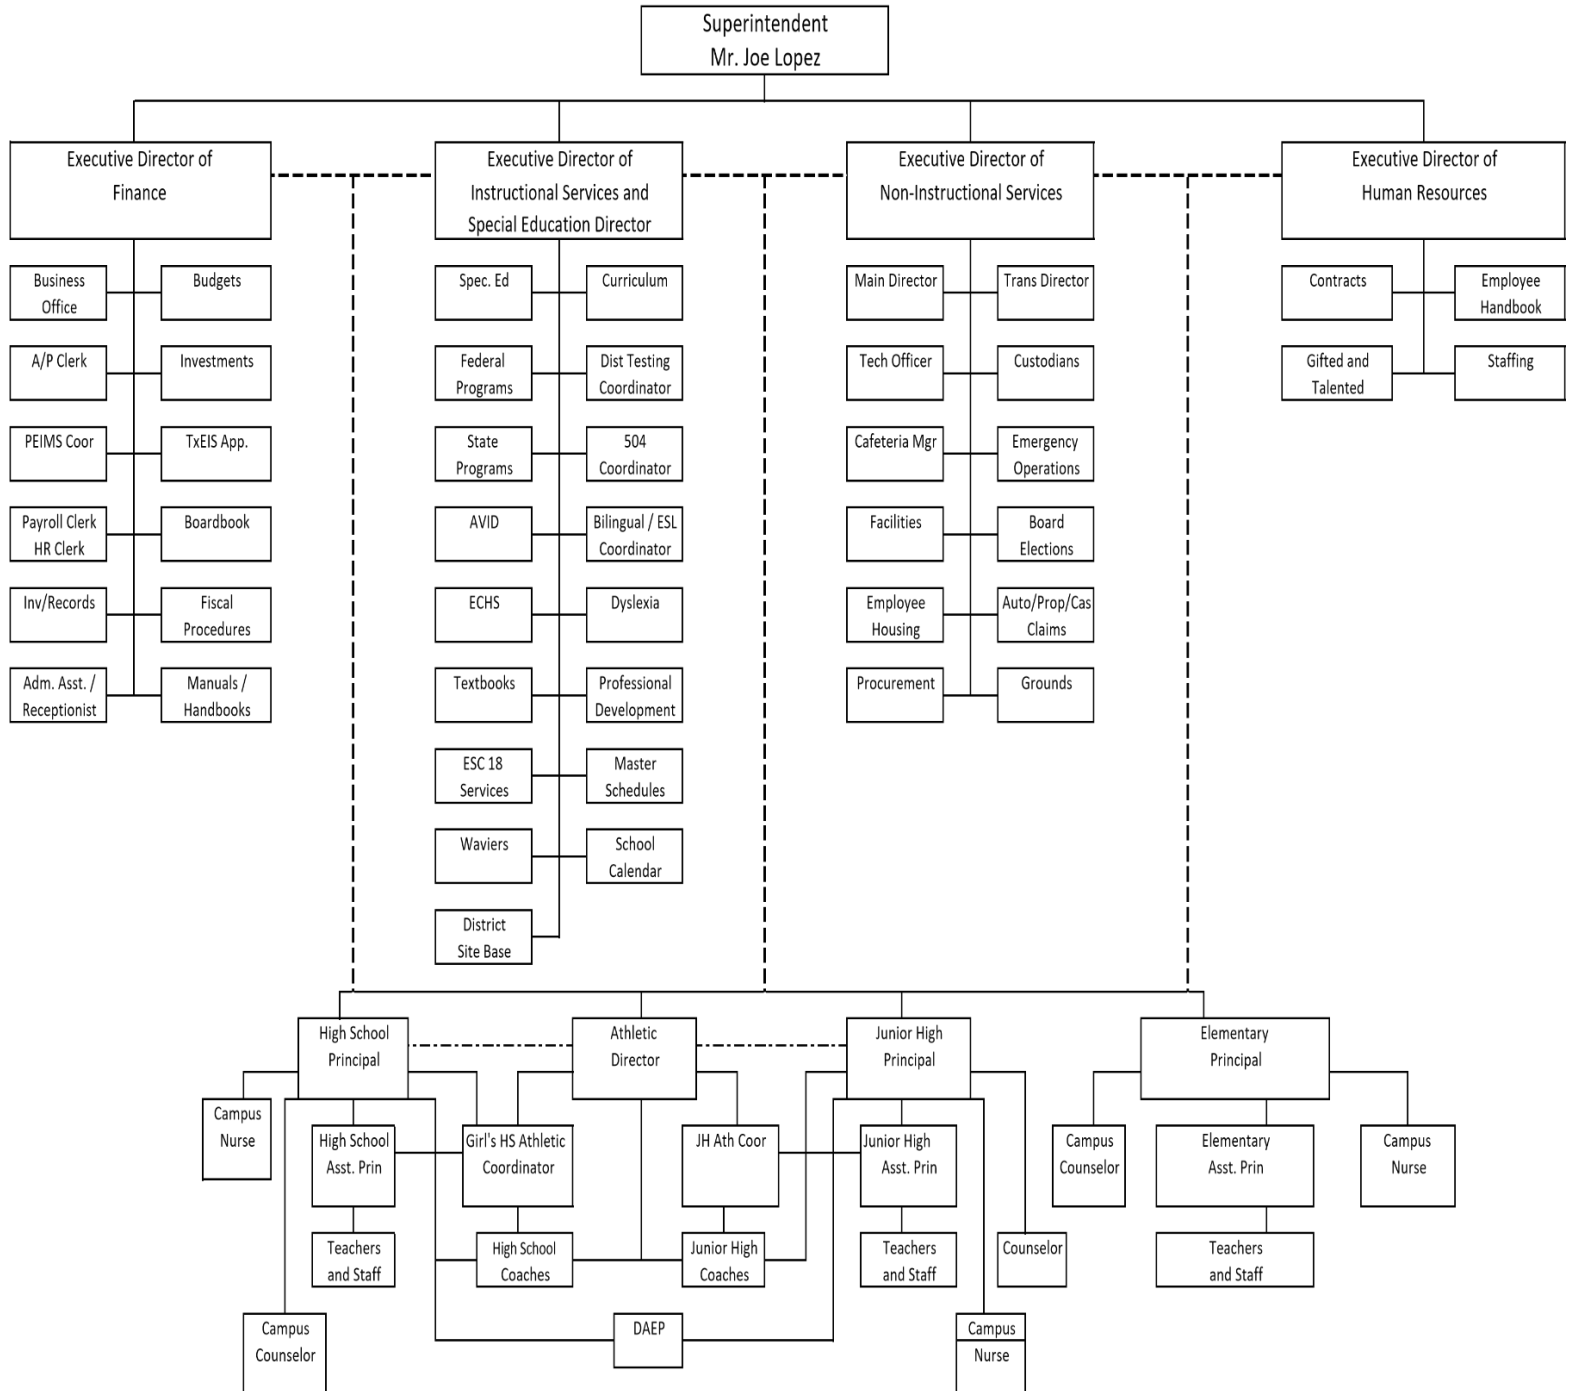 Superintendent
Mr. Joe Lopez
Executive Director of
Finance
Executive Director of
Instructional Services and
Special Education Director
Executive Director of
Non-Instructional Services
Executive Director of
Human Resources
Business
Office
Budgets
A/P Clerk
Investments
PEIMS Coor
TxEIS App.
Payroll Clerk
HR Clerk
Boardbook
Inv/Records
Fiscal
Procedures
Adm. Asst. /
Receptionist
Manuals /
Handbooks
Spec. Ed
Curriculum
Federal
Programs
Dist Testing
Coordinator
State
Programs
504
Coordinator
AVID
Bilingual / ESL
Coordinator
ECHS
Dyslexia
Textbooks
Professional
Development
ESC 18
Services
Master
Schedules
Waviers
School
Calendar
District
Site Base
Main Director
Trans Director
Tech Officer
Custodians
Cafeteria Mgr
Emergency
Operations
Facilities
Board
Elections
Employee
Housing
Auto/Prop/Cas
Claims
Procurement
Grounds
Contracts
Employee
Handbook
Gifted and
Talented
Staffing
High School
Principal
Athletic
Director
Junior High
Principal
Elementary
Principal
Campus
Nurse
High School
Asst. Prin
Girl's HS Athletic
Coordinator
JH Ath Coor
Junior High
Asst. Prin
Campus
Counselor
Elementary
Asst. Prin
Campus
Nurse
Teachers
and Staff
High School
Coaches
Junior High
Coaches
Teachers
and Staff
Counselor
Teachers
and Staff
Campus
Counselor
DAEP
Campus
Nurse